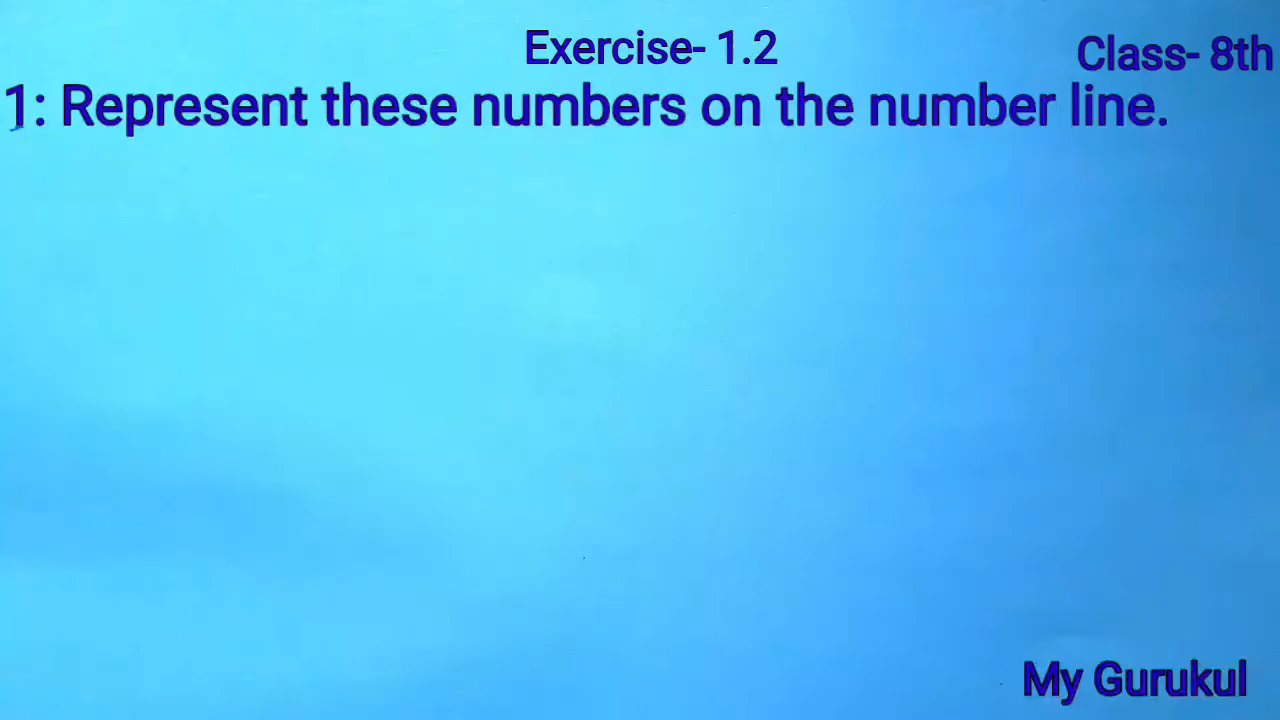 Exercise- 1.2
Class- 8th
1: Represent these numbers on the number line.
My Gurukul